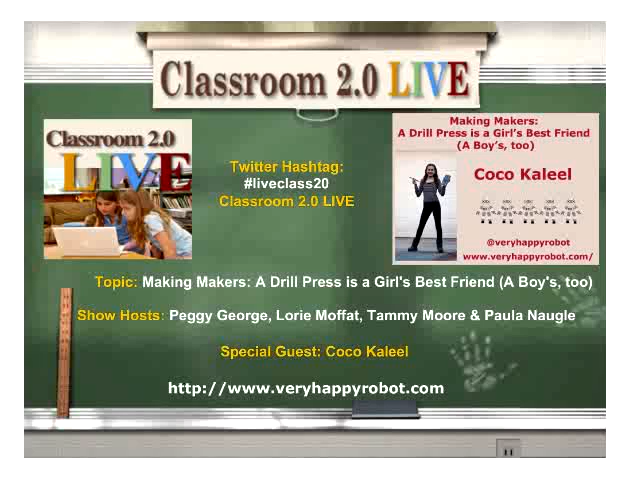 Classroom 2.0 LIVE
Classroom 2.0
LIVE
Twitter Hashtag:
#liveclass20
Classroom 2.0 LIVE
Making Makers:
A Drill Press is a Girl's Best Friend
(A Boy's, too)
Coco Kaleel
@veryhappyrobot
www.veryhappyrobot.com/
Topic: Making Makers: A Drill Press is a Girl's Best Friend (A Boy's, too)
Show Hosts: Peggy George, Lorie Moffat, Tammy Moore & Paula Naugle
Special Guest: Coco Kaleel
http://www.veryhappyrobot.com